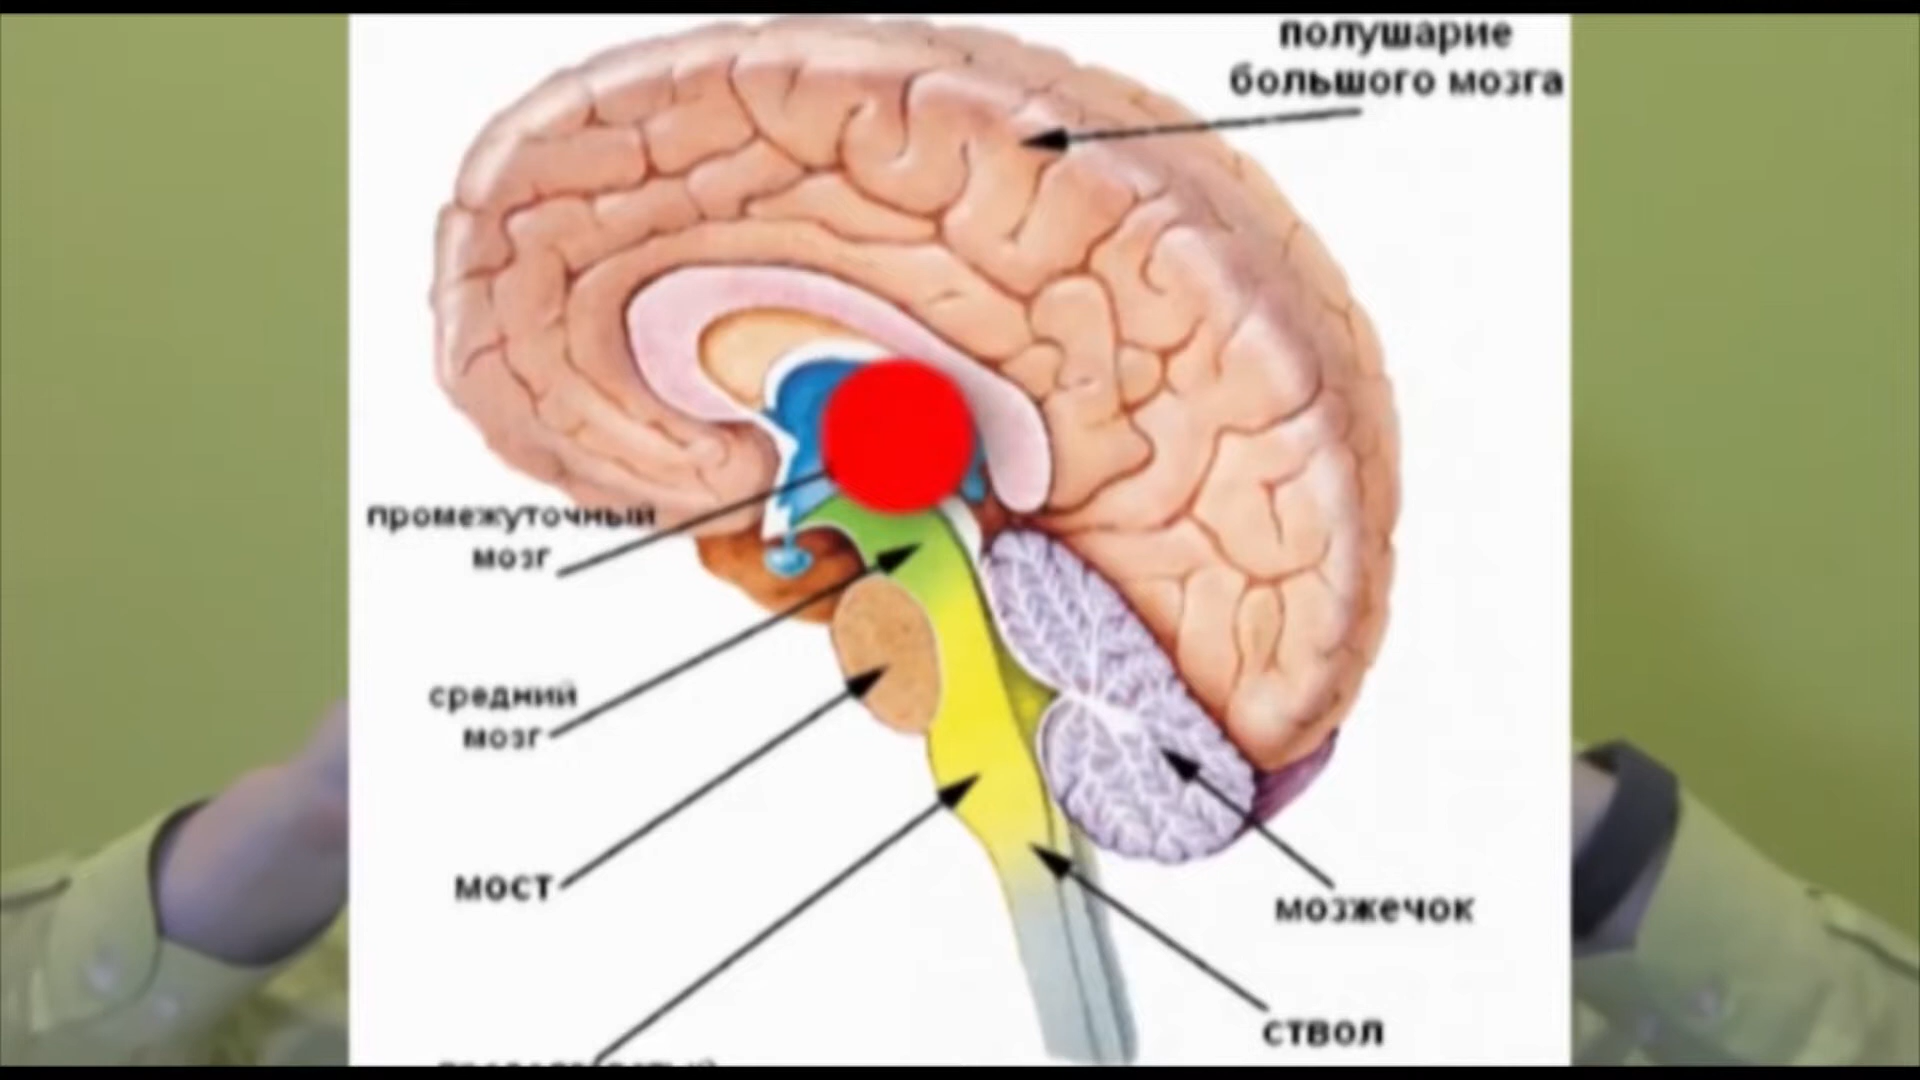 полушарие
большого мозга
промежуточный
мозг
средний
мозг
мост
мозжечок
ствол